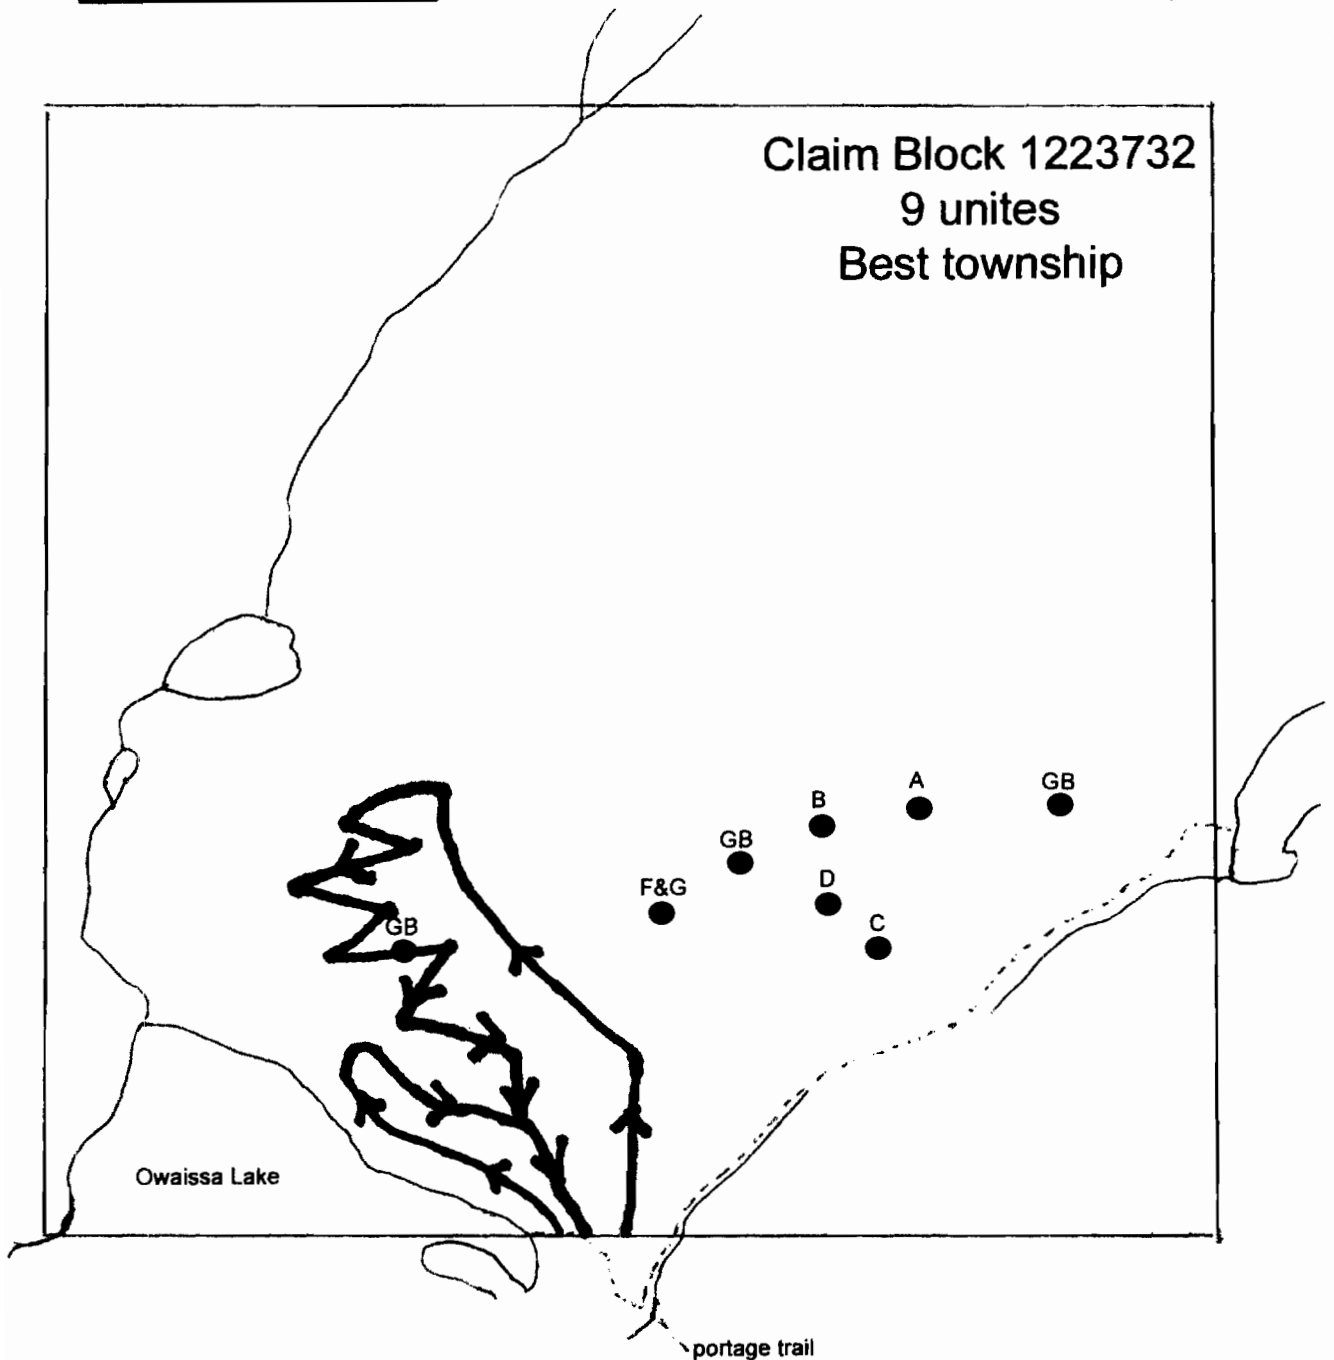 Claim Block 1223732
9 unites
Best township
A
GB
B
GB
F&G
D
C
GB
Owaissa Lake
portage trail